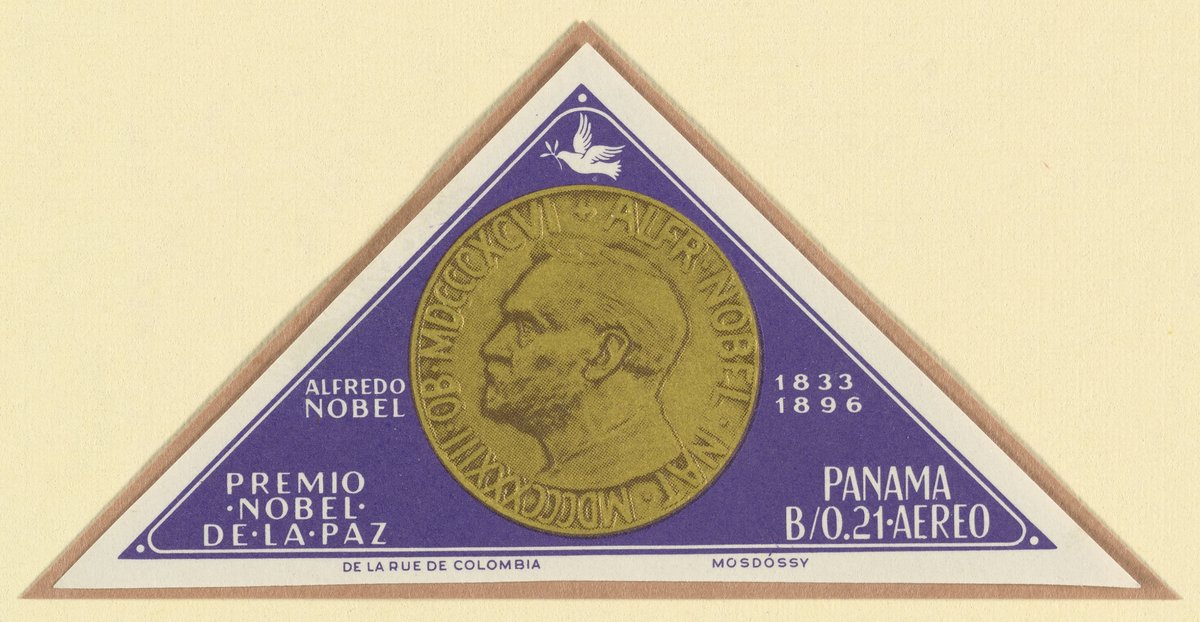 ALFR· NOBEL · NAT · MDCCCXXXIII OB · MDCCCXCVI +
ALFREDO
NOBEL
1833
1896
PREMIO
·NOBEL·
DE·LA·PAZ
PANAMA
B/0.21·AEREO
DE LA RUE DE COLOMBIA
MOSDÓSSY